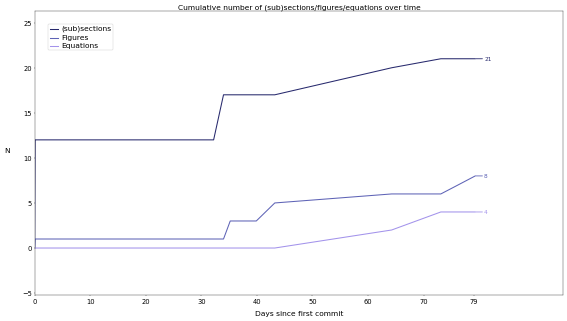 Cumulative number of (sub)sections/figures/equations over time
(sub)sections
Figures
Equations
25
20
15
10
5
0
−5
N
21
8
4
0 10 20 30 40 50 60 70 79
Days since first commit